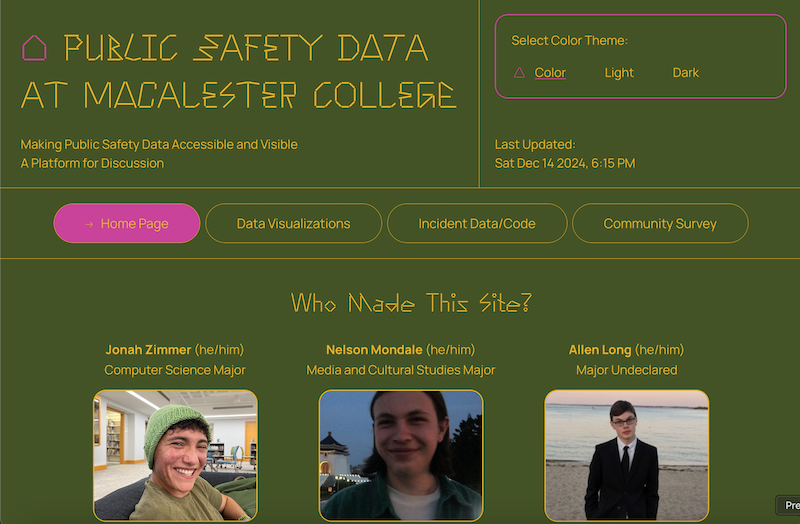 PUBLIC SAFETY DATA
AT MACALESTER COLLEGE
Making Public Safety Data Accessible and Visible
A Platform for Discussion
Select Color Theme:
Color Light Dark
Last Updated:
Sat Dec 14 2024, 6:15 PM
→ Home Page Data Visualizations Incident Data/Code Community Survey
Who Made This Site?
Jonah Zimmer (he/him) Nelson Mondale (he/him) Allen Long (he/him)
Computer Science Major Media and Cultural Studies Major Major Undeclared